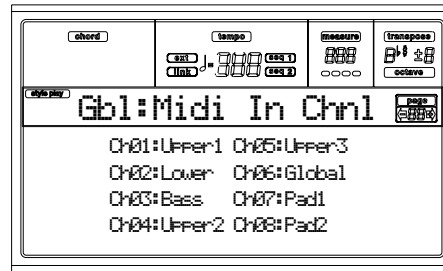 chord tempo measure transpose
ext seq 1
link seq 2
octave
style play
Gbl:Midi In Chnl page
Ch01:Upper1 Ch05:Upper3
Ch02:Lower Ch06:Global
Ch03:Bass Ch07:Pad1
Ch04:Upper2 Ch08:Pad2